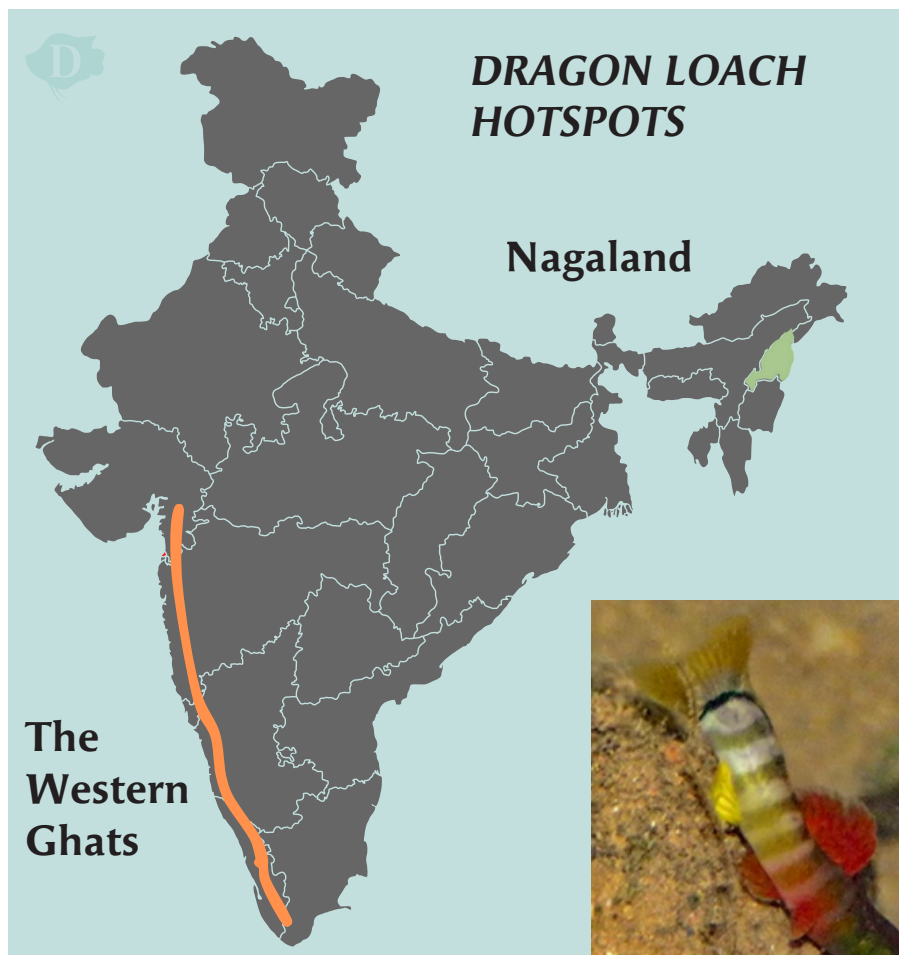 D
DRAGON LOACH
HOTSPOTS
Nagaland
The
Western
Ghats